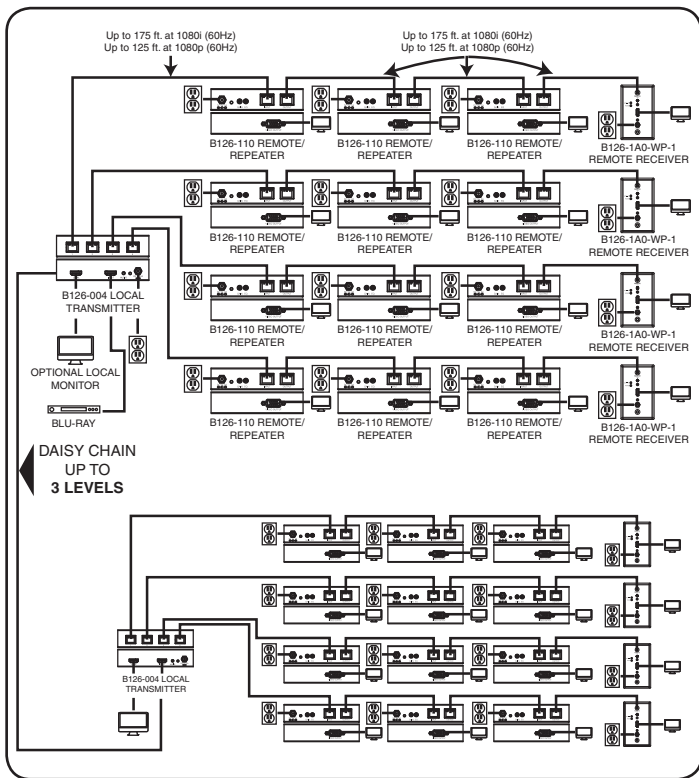 Up to 175 ft. at 1080i (60Hz)
Up to 125 ft. at 1080p (60Hz)
Up to 175 ft. at 1080i (60Hz)
Up to 125 ft. at 1080p (60Hz)
B126-110 REMOTE/
REPEATER
B126-110 REMOTE/
REPEATER
B126-110 REMOTE/
REPEATER
B126-1A0-WP-1
REMOTE RECEIVER
B126-110 REMOTE/
REPEATER
B126-110 REMOTE/
REPEATER
B126-110 REMOTE/
REPEATER
B126-1A0-WP-1
REMOTE RECEIVER
B126-004 LOCAL
TRANSMITTER
B126-110 REMOTE/
REPEATER
B126-110 REMOTE/
REPEATER
B126-110 REMOTE/
REPEATER
B126-1A0-WP-1
REMOTE RECEIVER
OPTIONAL LOCAL
MONITOR
BLU-RAY
B126-110 REMOTE/
REPEATER
B126-110 REMOTE/
REPEATER
B126-110 REMOTE/
REPEATER
B126-1A0-WP-1
REMOTE RECEIVER
DAISY CHAIN
UP TO
3 LEVELS
B126-004 LOCAL
TRANSMITTER